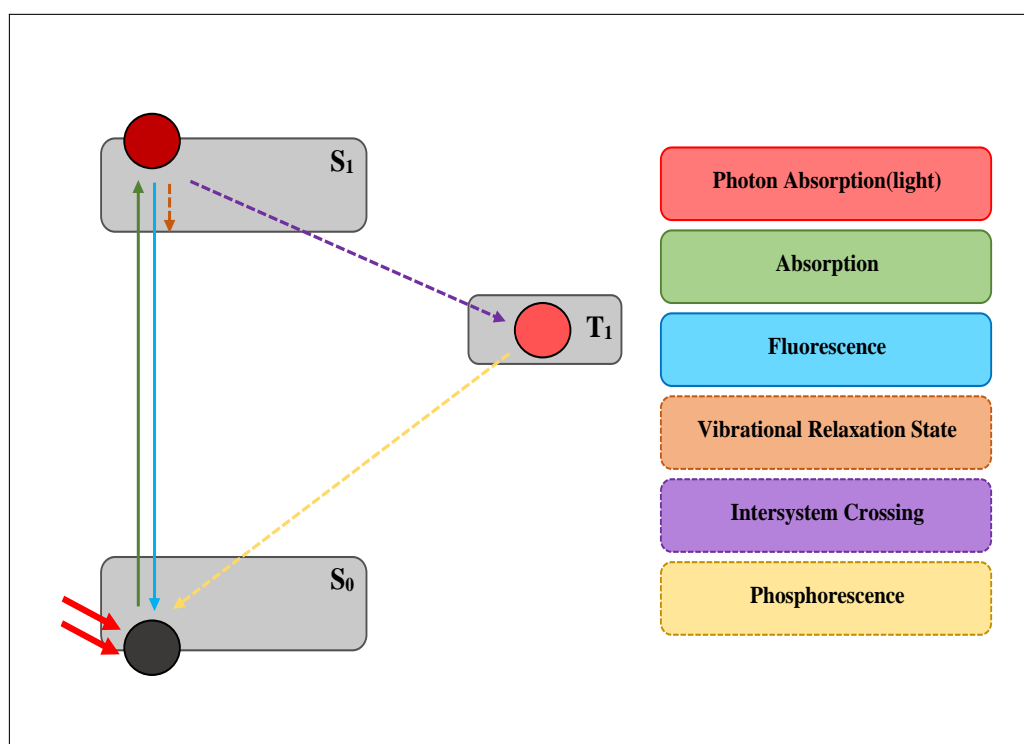 S₁
T₁
S₀
Photon Absorption(light)
Absorption
Fluorescence
Vibrational Relaxation State
Intersystem Crossing
Phosphorescence